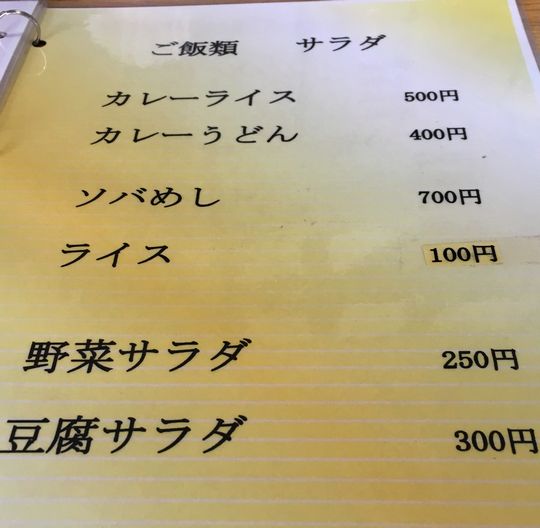 ご飯類 サラダ
カレーライス 500円
カレーうどん 400円
ソバめし 700円
ライス 100円
野菜サラダ 250円
豆腐サラダ 300円